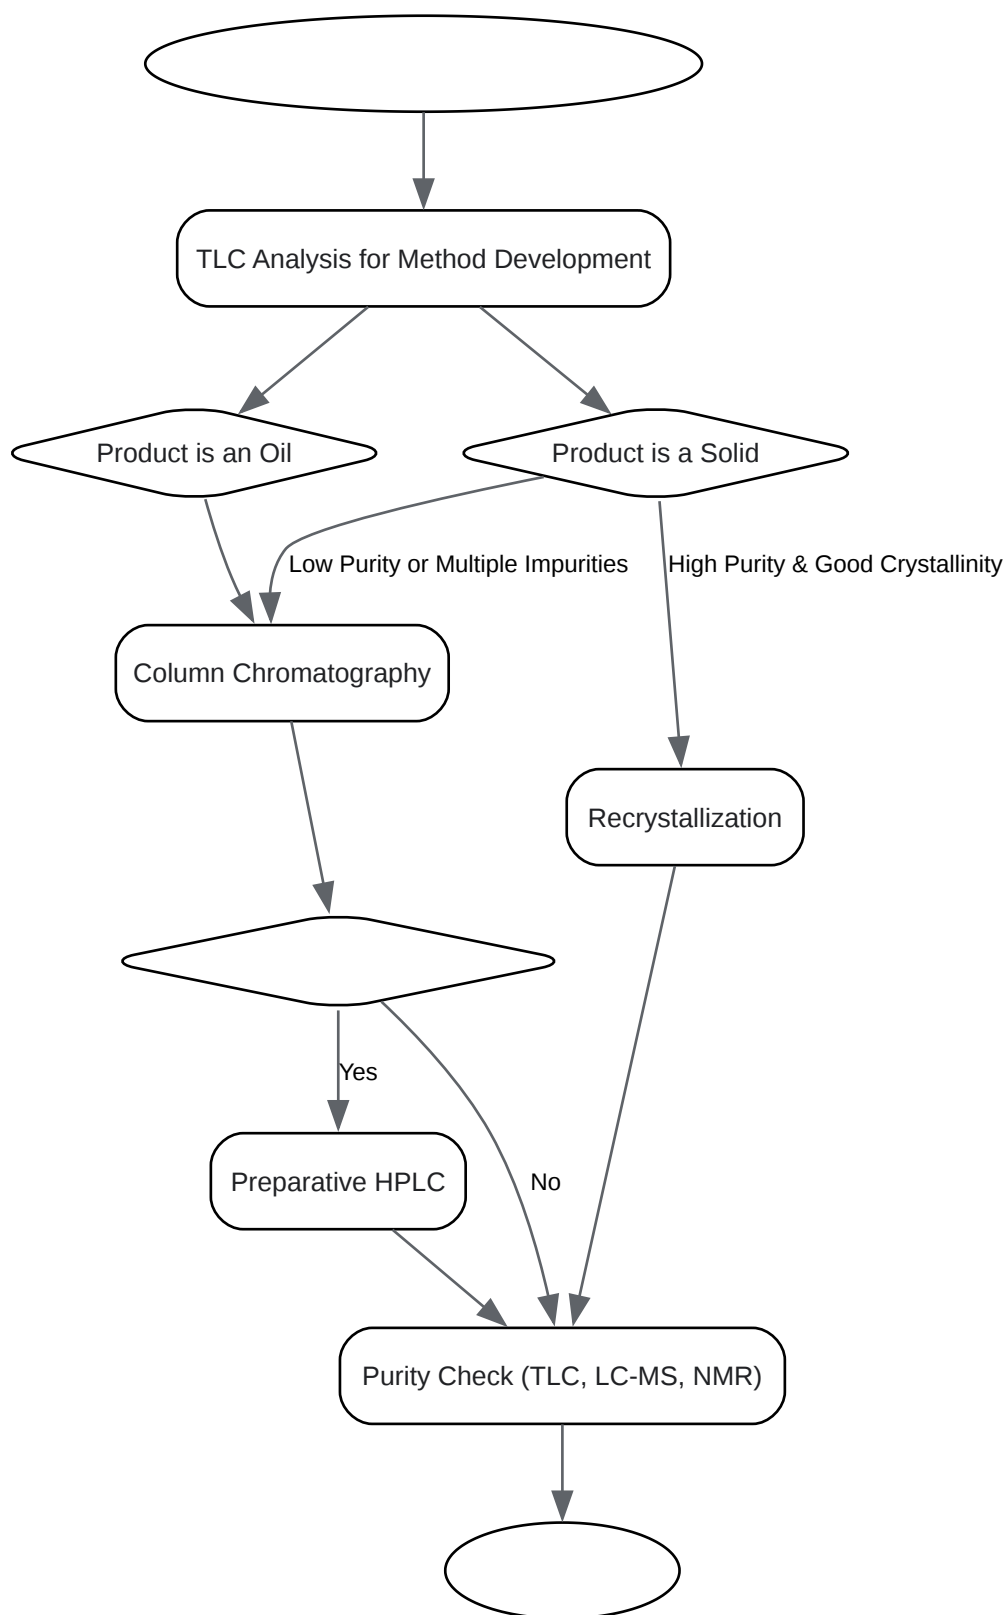 TLC Analysis for Method Development
Product is an Oil
Product is a Solid
Low Purity or Multiple Impurities
High Purity & Good Crystallinity
Column Chromatography
Recrystallization
Yes
Preparative HPLC
No
Purity Check (TLC, LC-MS, NMR)